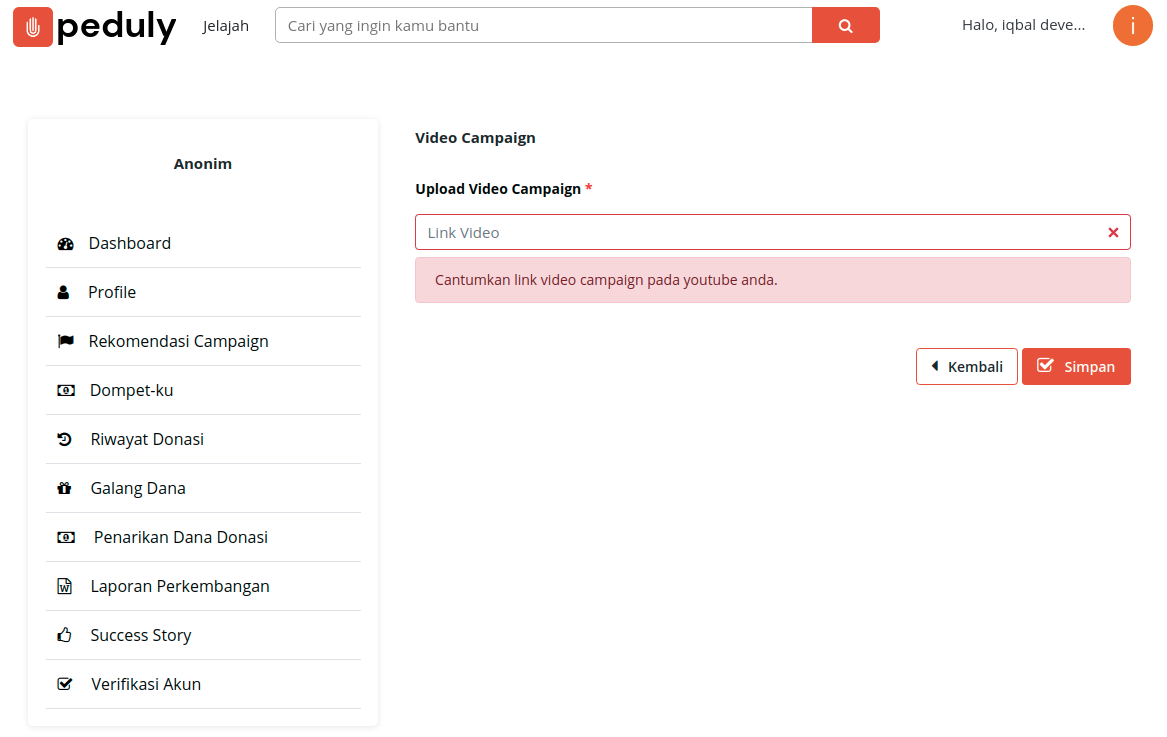 peduly
Jelajah
Cari yang ingin kamu bantu
Halo, iqbal deve...
i
Anonim
Dashboard
Profile
Rekomendasi Campaign
Dompet-ku
Riwayat Donasi
Galang Dana
Penarikan Dana Donasi
Laporan Perkembangan
Success Story
Verifikasi Akun
Video Campaign
Upload Video Campaign *
Link Video
Cantumkan link video campaign pada youtube anda.
Kembali
Simpan